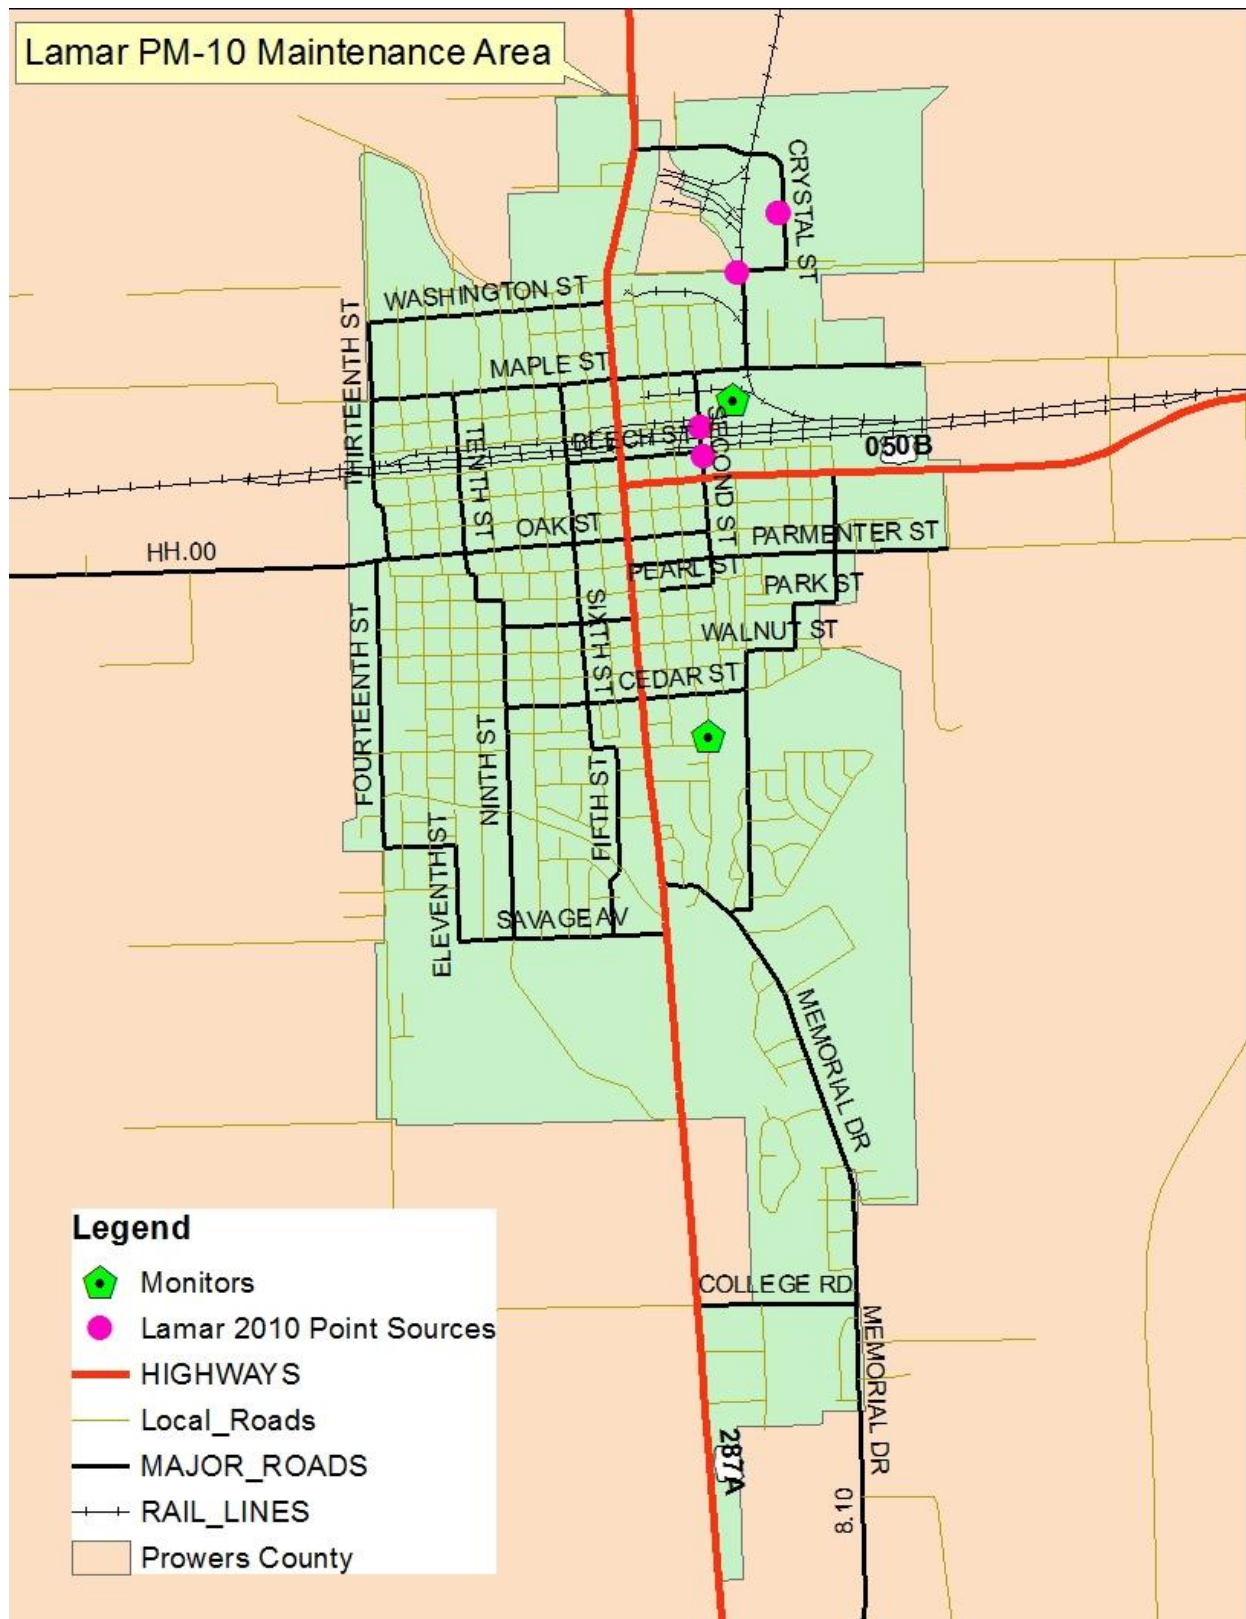 Lamar PM-10 Maintenance Area
CRYSTAL ST
WASHINGTON ST
THIRTEENTH ST
MAPLE ST
BEECH ST
SECOND ST
050B
TENTH ST
OAK ST
PARMENTER ST
HH.00
PEARL ST
PARK ST
SIXTH ST
WALNUT ST
CEDAR ST
FOURTEENTH ST
NINTH ST
FIFTH ST
ELEVENTH ST
SAVAGE AV
MEMORIAL DR
COLLEGE RD
MEMORIAL DR
287A
8.10
Legend
Monitors
Lamar 2010 Point Sources
HIGHWAYS
Local_Roads
MAJOR_ROADS
RAIL_LINES
Prowers County